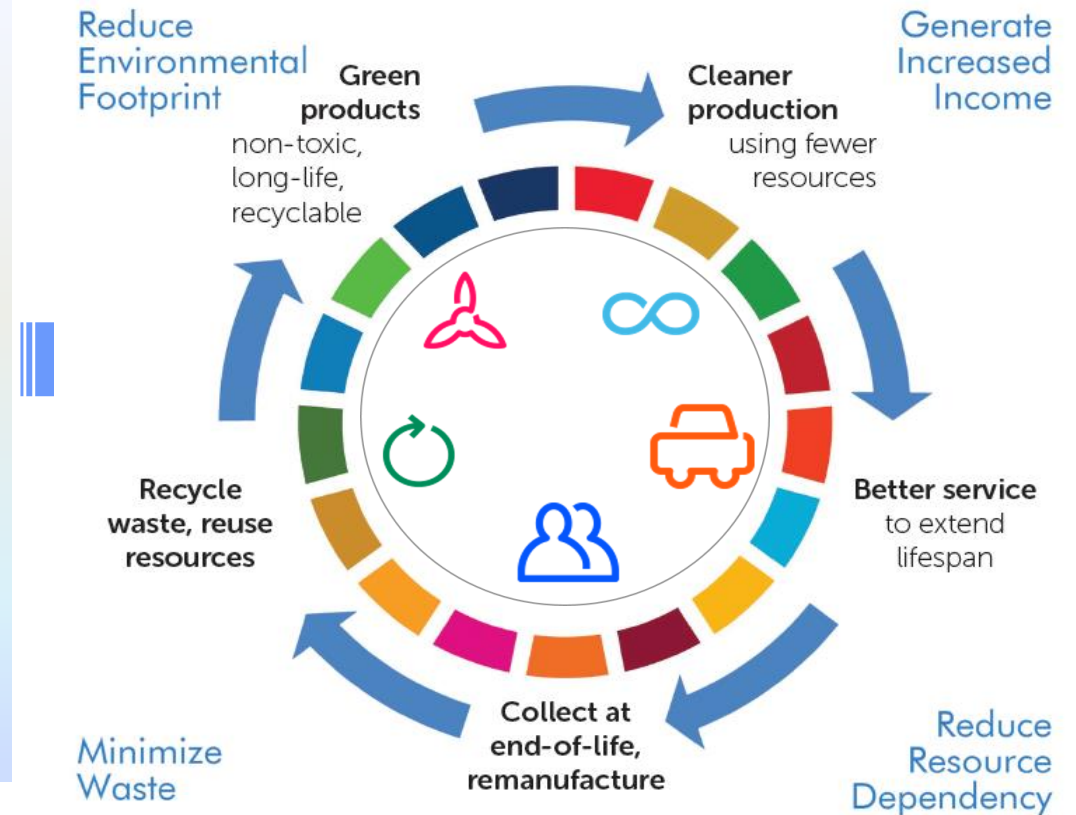 Reduce
Environmental
Footprint
Generate
Increased
Income
Green
products
non-toxic,
long-life,
recyclable
Cleaner
production
using fewer
resources
Better service
to extend
lifespan
Collect at
end-of-life,
remanufacture
Recycle
waste, reuse
resources
Minimize
Waste
Reduce
Resource
Dependency